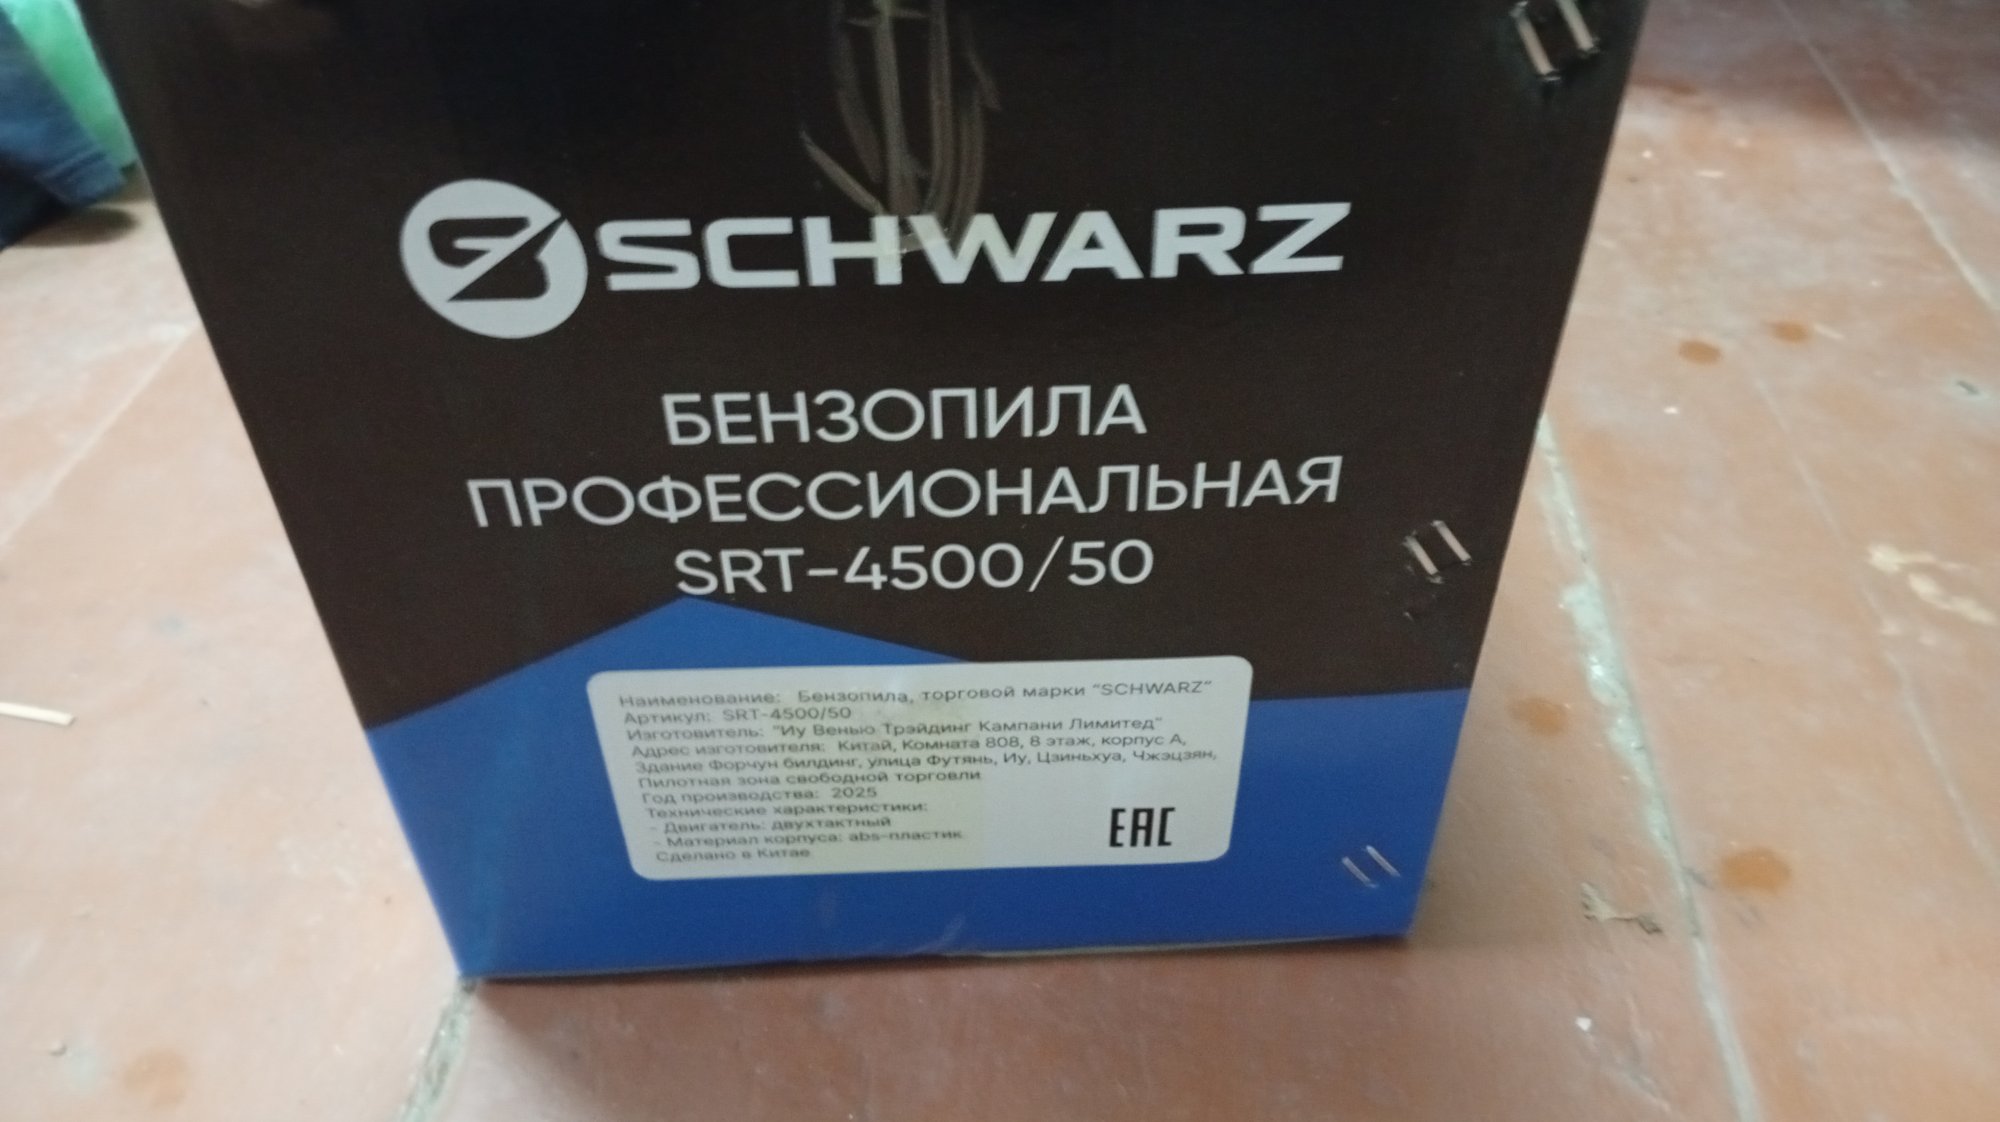 SCHWARZ
БЕНЗОПИЛА
ПРОФЕССИОНАЛЬНАЯ
SRT-4500/50
Наименование: Бензопила, торговой марки "SCHWARZ"
Артикул: SRT-4500/50
Изготовитель: "Иу Венью Трэйдинг Кампани Лимитед"
Адрес изготовителя: Китай, Комната 808, 8 этаж, корпус А,
Здание Форчун билдинг, улица Футянь, Иу, Цзиньхуа, Чжэцзян,
Пилотная зона свободной торговли
Год производства: 2025
Технические характеристики:
- Двигатель: двухтактный
- Материал корпуса: abs-пластик
Сделано в Китае
EAC